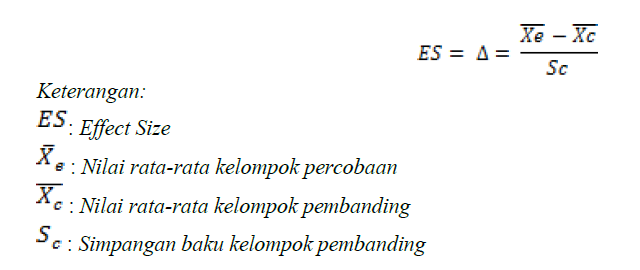 ES = Δ = (X̅e̅ − X̅c̅) / Sc
Keterangan:
ES : Effect Size
X̄e : Nilai rata-rata kelompok percobaan
X̅c̅ : Nilai rata-rata kelompok pembanding
Sc : Simpangan baku kelompok pembanding